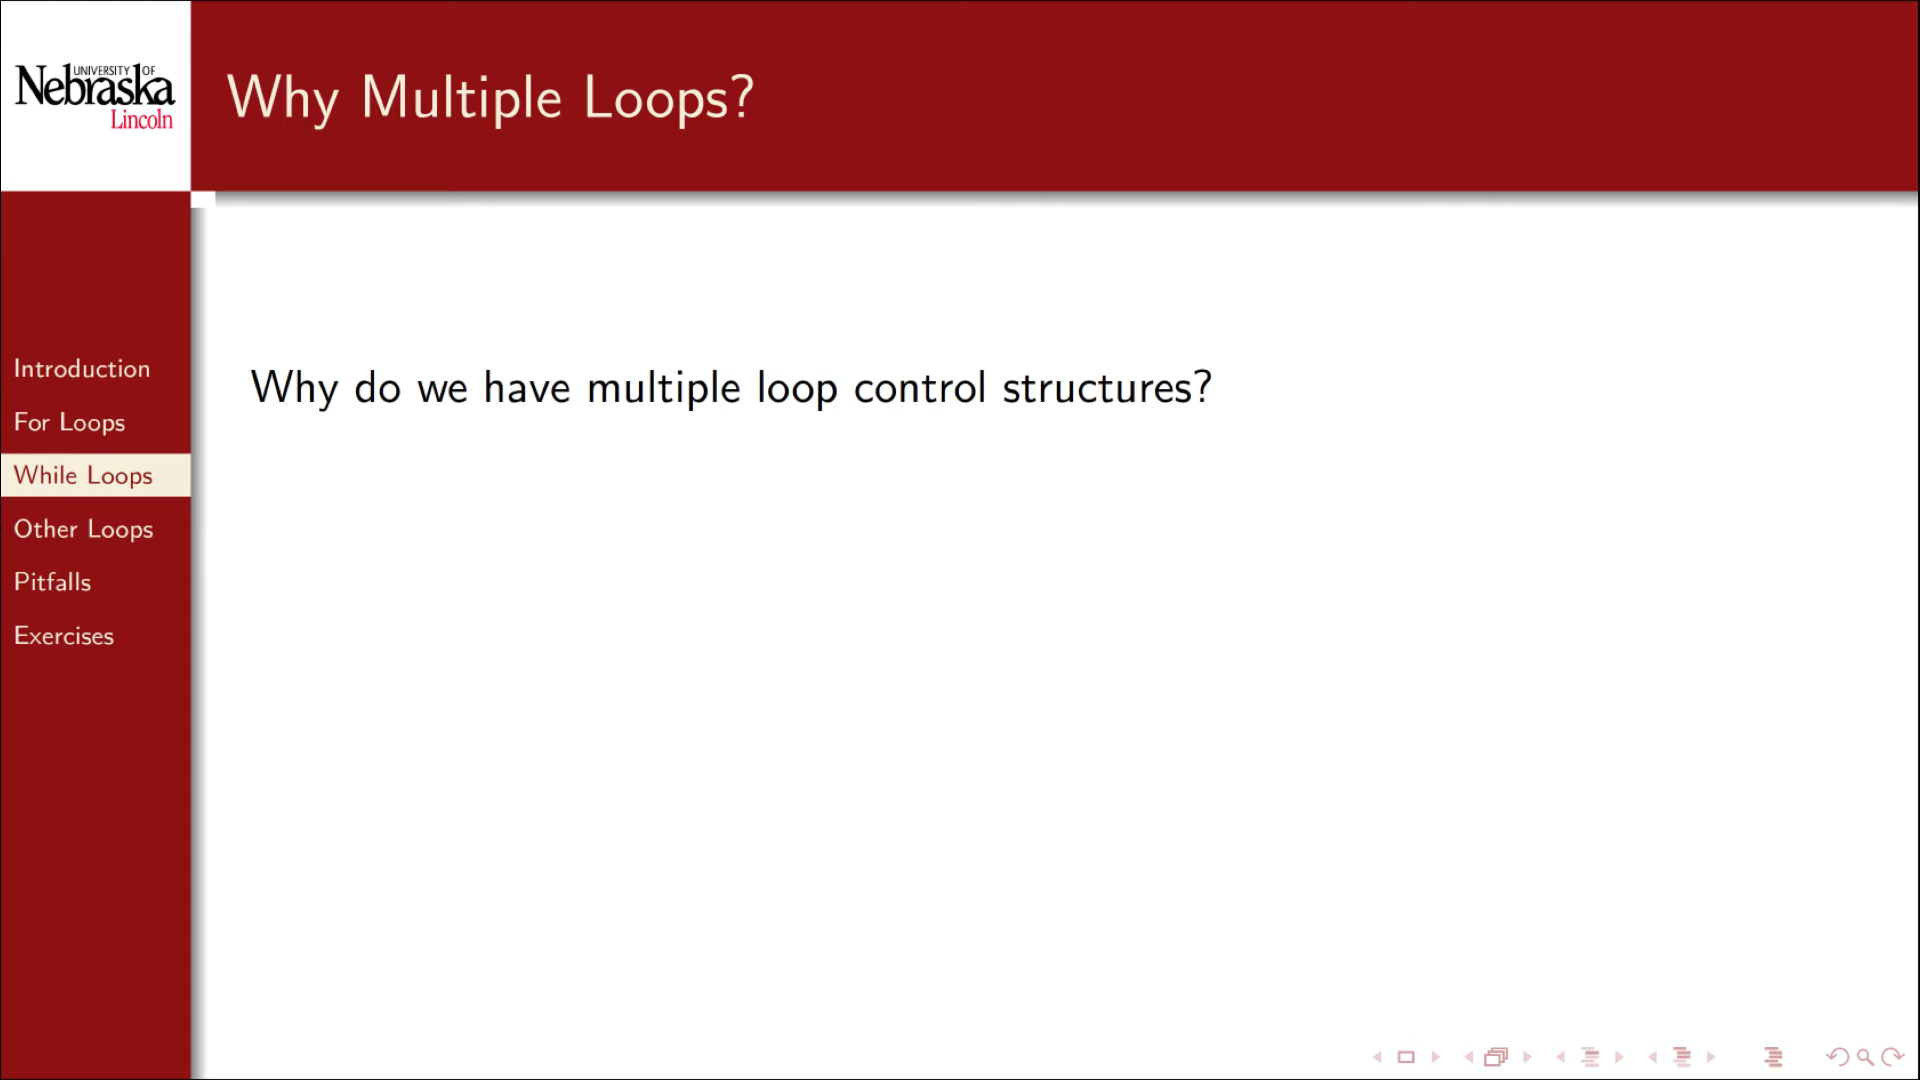 UNIVERSITY OF
Nebraska
Lincoln
Why Multiple Loops?
Introduction
For Loops
While Loops
Other Loops
Pitfalls
Exercises
Why do we have multiple loop control structures?